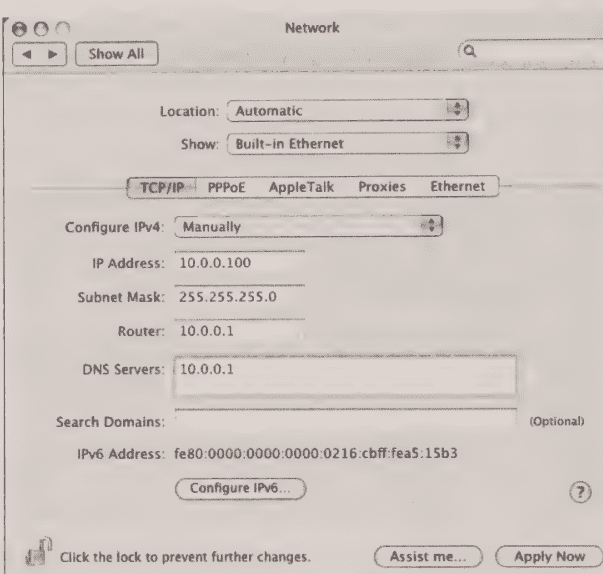 Network
Show All
Location: Automatic
Show: Built-in Ethernet
TCP/IP PPPoE AppleTalk Proxies Ethernet
Configure IPv4: Manually
IP Address: 10.0.0.100
Subnet Mask: 255.255.255.0
Router: 10.0.0.1
DNS Servers: 10.0.0.1
Search Domains: (Optional)
IPv6 Address: fe80:0000:0000:0000:0216:cbff:fea5:15b3
Configure IPv6...
?
Click the lock to prevent further changes. Assist me... Apply Now